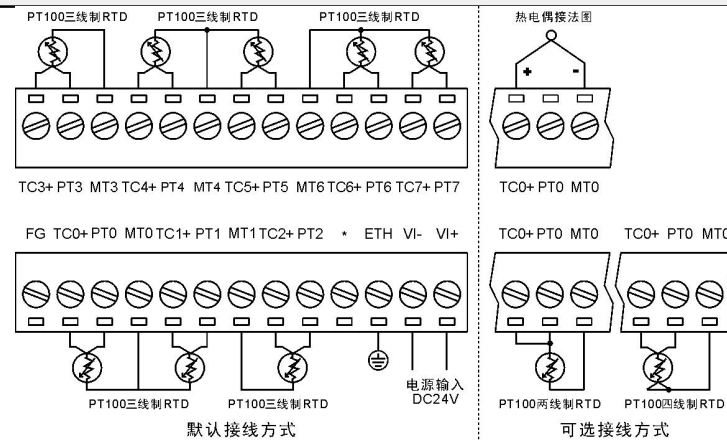 PT100三线制RTD PT100三线制RTD PT100三线制RTD 热电偶接法图
+ -
TC3+ PT3 MT3 TC4+ PT4 MT4 TC5+ PT5 MT6 TC6+ PT6 TC7+ PT7 TC0+ PT0 MT0
FG TC0+ PT0 MT0 TC1+ PT1 MT1 TC2+ PT2 * ETH VI- VI+ TC0+ PT0 MT0 TC0+ PT0 MT0
电源输入
DC24V
PT100三线制RTD PT100三线制RTD PT100两线制RTD PT100四线制RTD
默认接线方式 可选接线方式